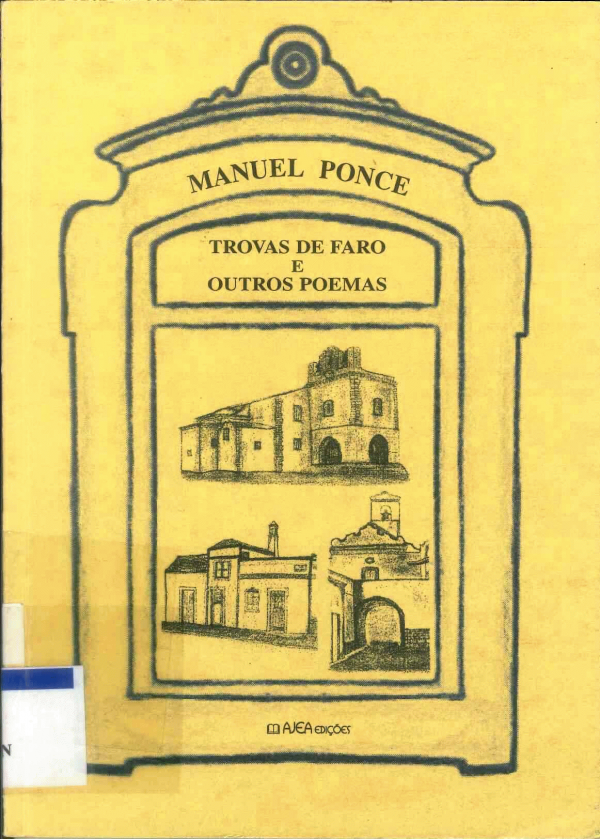 MANUEL PONCE
TROVAS DE FARO
E
OUTROS POEMAS
AJEA EDIÇÕES
N